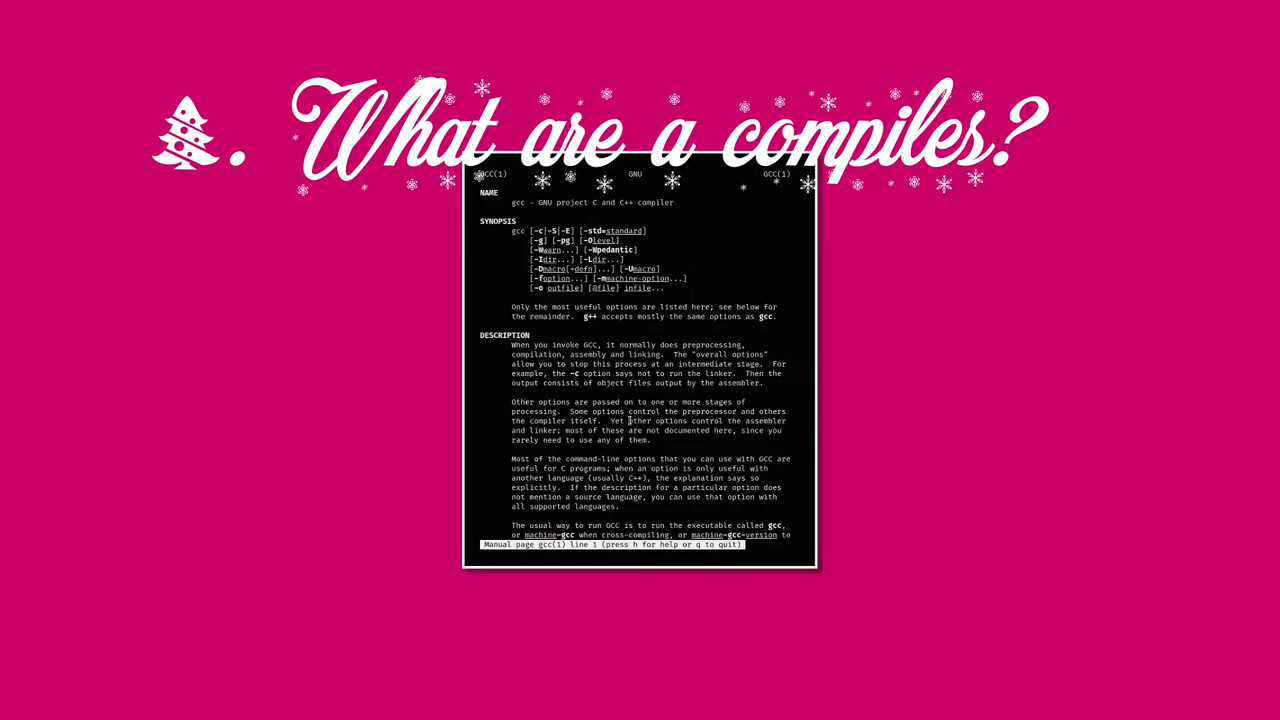 . What are a compiles?
GCC(1) GNU GCC(1)
NAME
gcc - GNU project C and C++ compiler
SYNOPSIS
gcc [-c|-S|-E] [-std=standard]
[-g] [-pg] [-Olevel]
[-Wwarn...] [-Wpedantic]
[-Idir...] [-Ldir...]
[-Dmacro[=defn]...] [-Umacro]
[-foption...] [-mmachine-option...]
[-o outfile] [@file] infile...
Only the most useful options are listed here; see below for
the remainder. g++ accepts mostly the same options as gcc.
DESCRIPTION
When you invoke GCC, it normally does preprocessing,
compilation, assembly and linking. The "overall options"
allow you to stop this process at an intermediate stage. For
example, the -c option says not to run the linker. Then the
output consists of object files output by the assembler.
Other options are passed on to one or more stages of
processing. Some options control the preprocessor and others
the compiler itself. Yet other options control the assembler
and linker; most of these are not documented here, since you
rarely need to use any of them.
Most of the command-line options that you can use with GCC are
useful for C programs; when an option is only useful with
another language (usually C++), the explanation says so
explicitly. If the description for a particular option does
not mention a source language, you can use that option with
all supported languages.
The usual way to run GCC is to run the executable called gcc,
or machine-gcc when cross-compiling, or machine-gcc-version to
Manual page gcc(1) line 1 (press h for help or q to quit)